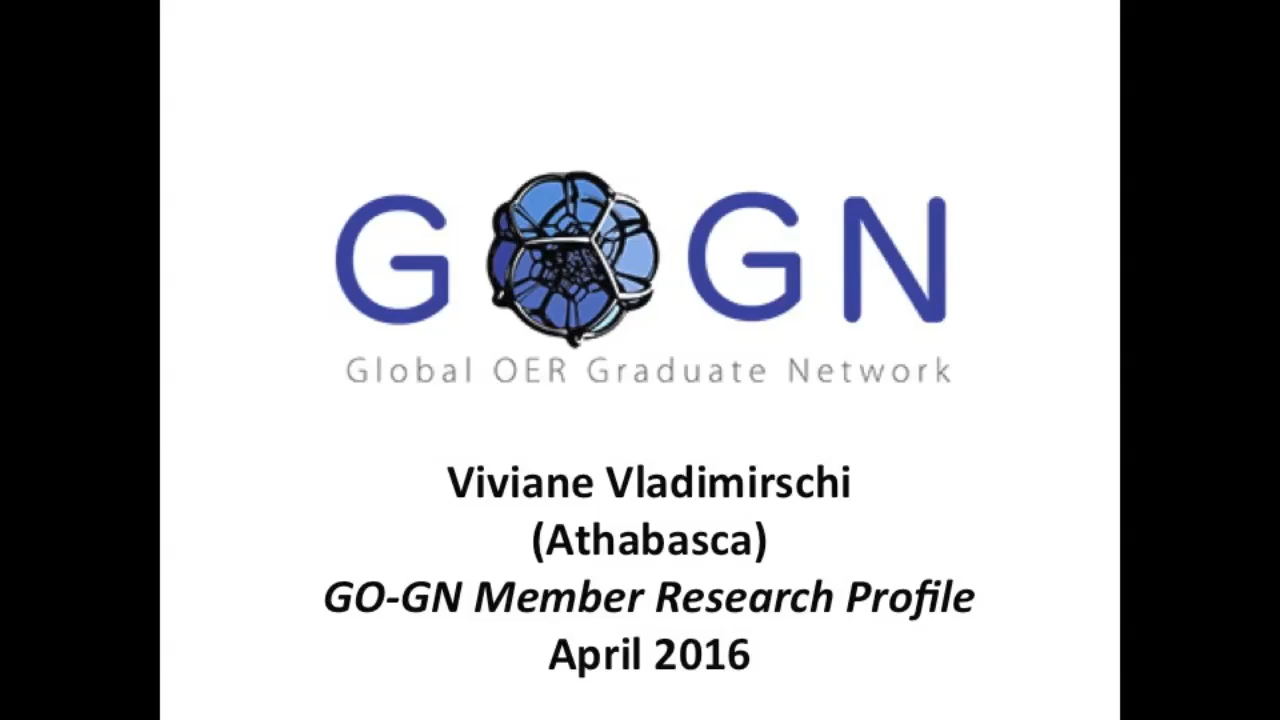 GOGN
Global OER Graduate Network
Viviane Vladimirschi
(Athabasca)
GO-GN Member Research Profile
April 2016